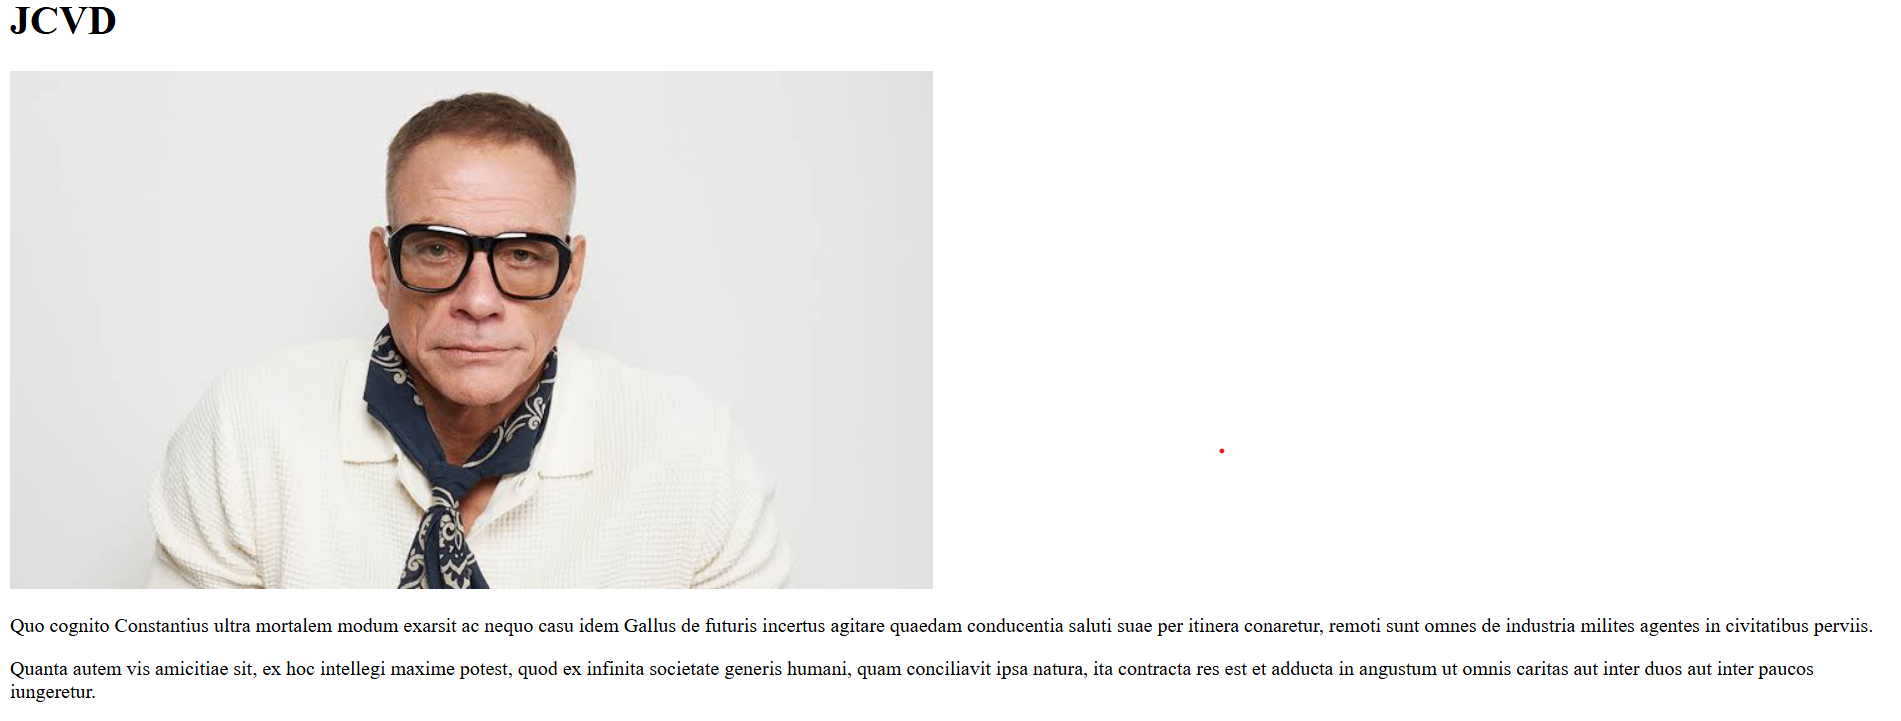 JCVD
Quo cognito Constantius ultra mortalem modum exarsit ac nequo casu idem Gallus de futuris incertus agitare quaedam conducentia saluti suae per itinera conaretur, remoti sunt omnes de industria milites agentes in civitatibus perviis.
Quanta autem vis amicitiae sit, ex hoc intellegi maxime potest, quod ex infinita societate generis humani, quam conciliavit ipsa natura, ita contracta res est et adducta in angustum ut omnis caritas aut inter duos aut inter paucos
iungeretur.